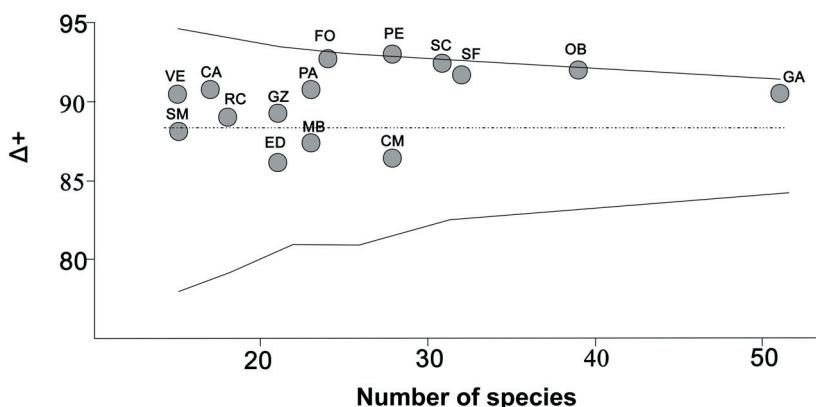 95
90
85
80
Δ+
VE
CA
SM
RC
GZ
ED
PA
MB
FO
PE
CM
SC
SF
OB
GA
20
30
40
50
Number of species